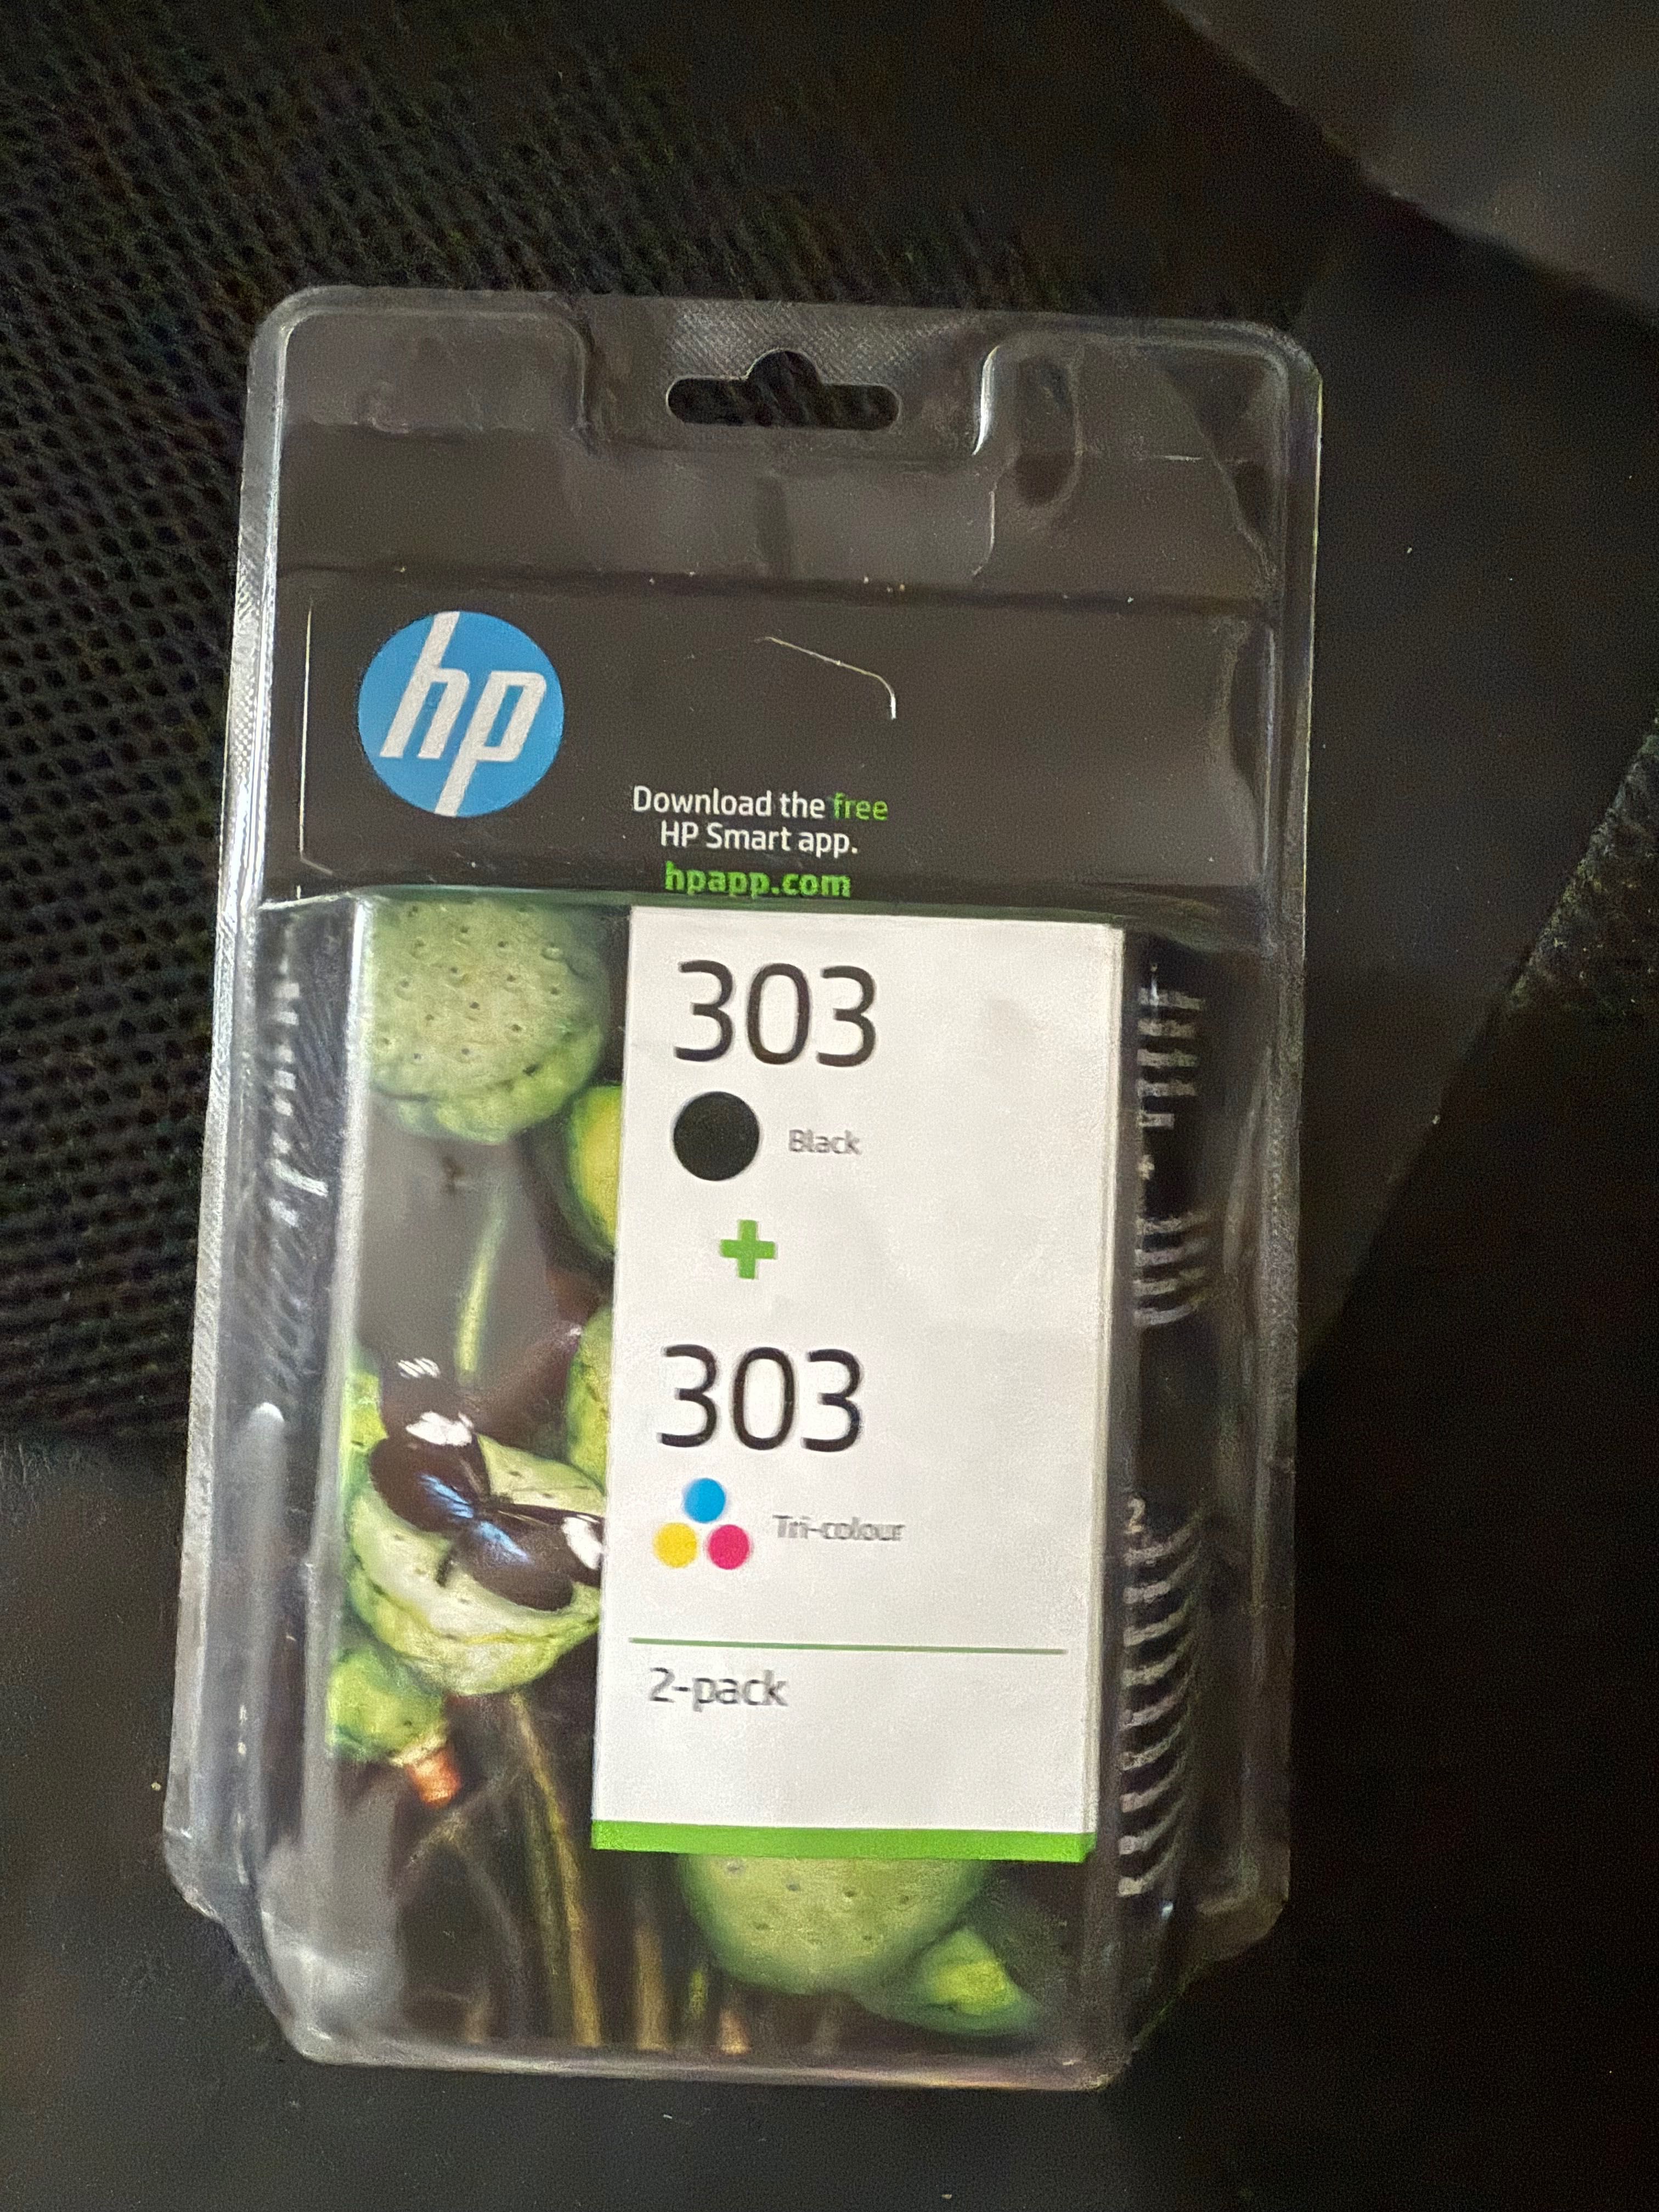 hp
Download the free
HP Smart app.
hpapp.com
303
Black
+
303
Tri-colour
2-pack